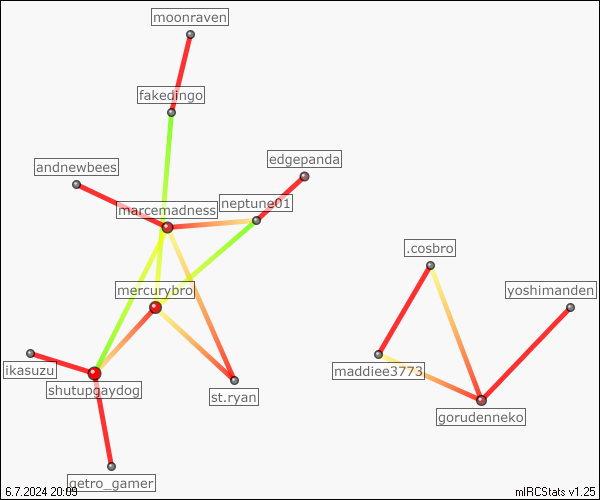 moonraven
fakedingo
edgepanda
andnewbees
neptune01
marcemadness
.cosbro
mercurybro
yoshimanden
ikasuzu
maddiee3773
shutupgaydog
st.ryan
gorudenneko
getro_gamer
6.7.2024 20:09
mIRCStats v1.25